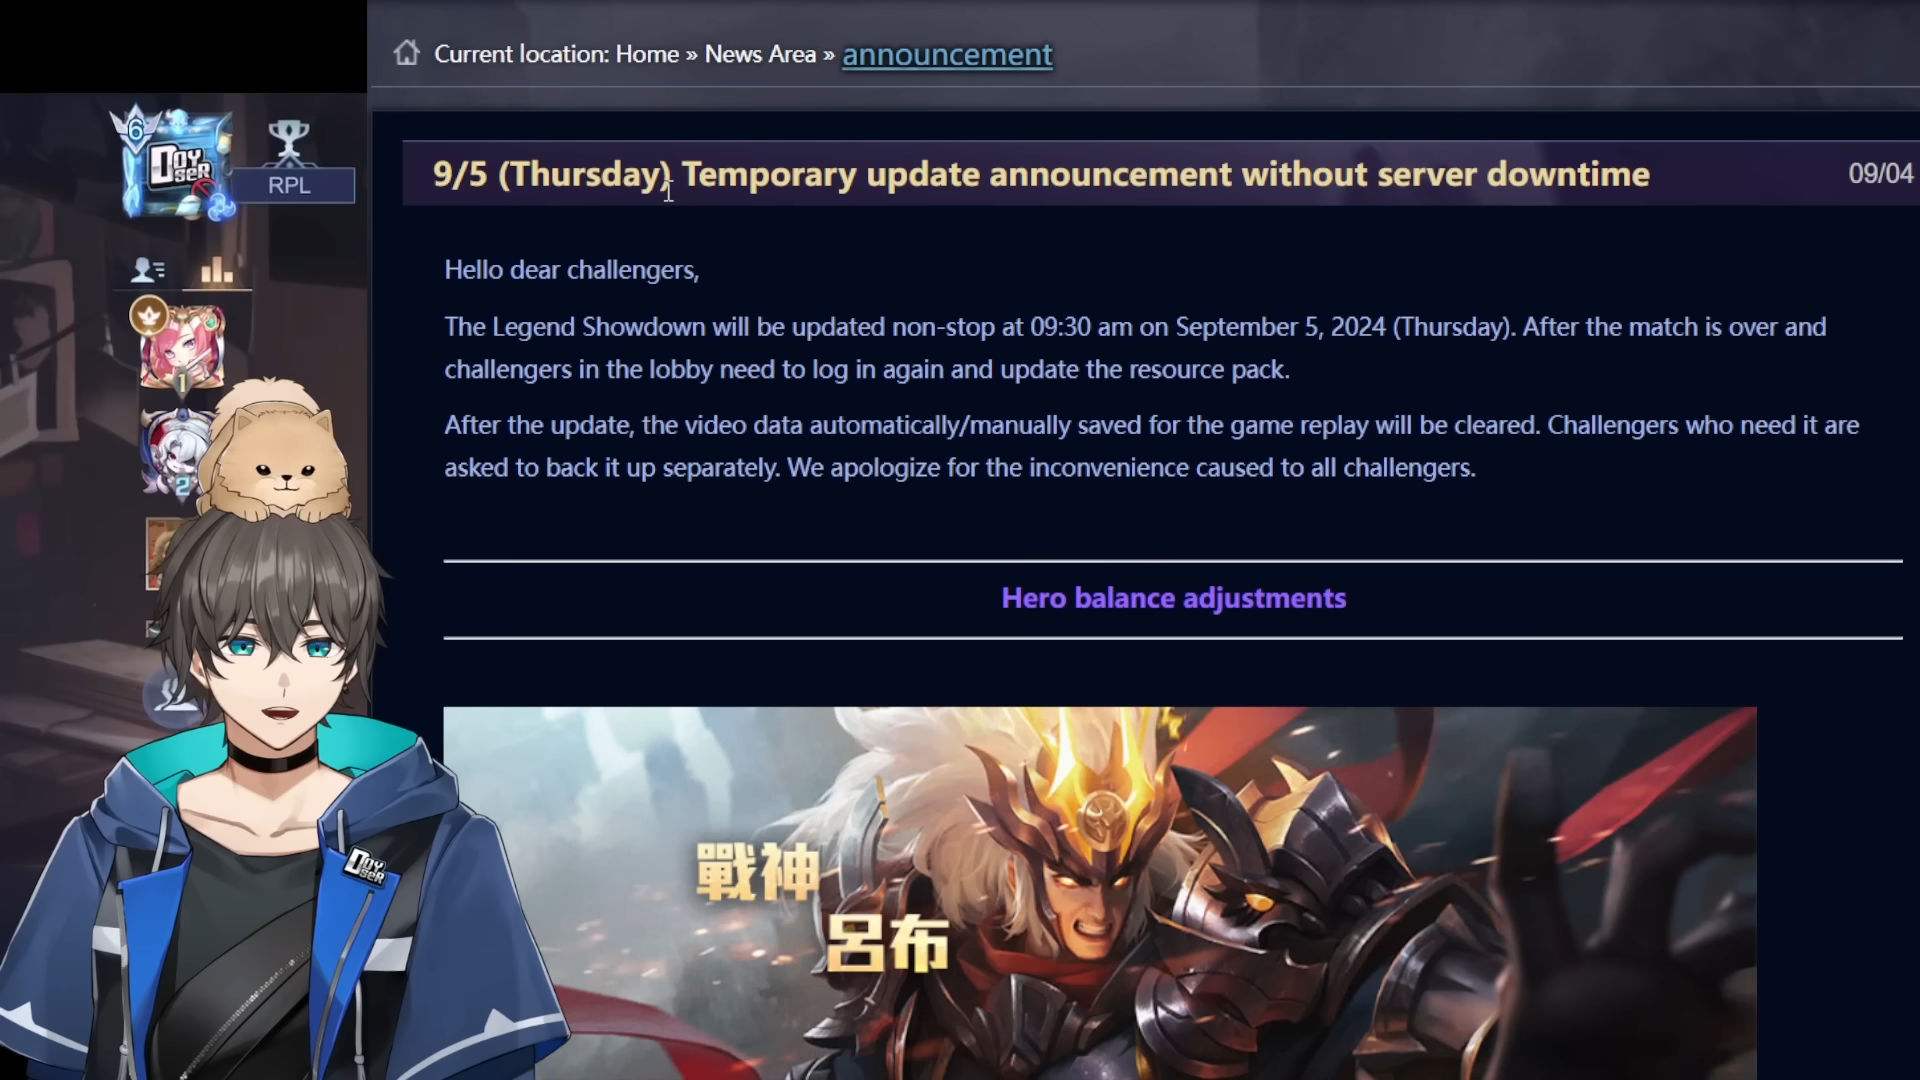 Current location: Home » News Area » announcement
6
DOYSER
RPL
9/5 (Thursday) Temporary update announcement without server downtime
09/04
Hello dear challengers,
The Legend Showdown will be updated non-stop at 09:30 am on September 5, 2024 (Thursday). After the match is over and
challengers in the lobby need to log in again and update the resource pack.
After the update, the video data automatically/manually saved for the game replay will be cleared. Challengers who need it are
asked to back it up separately. We apologize for the inconvenience caused to all challengers.
1
2
Hero balance adjustments
戰神
呂布
DOYSER